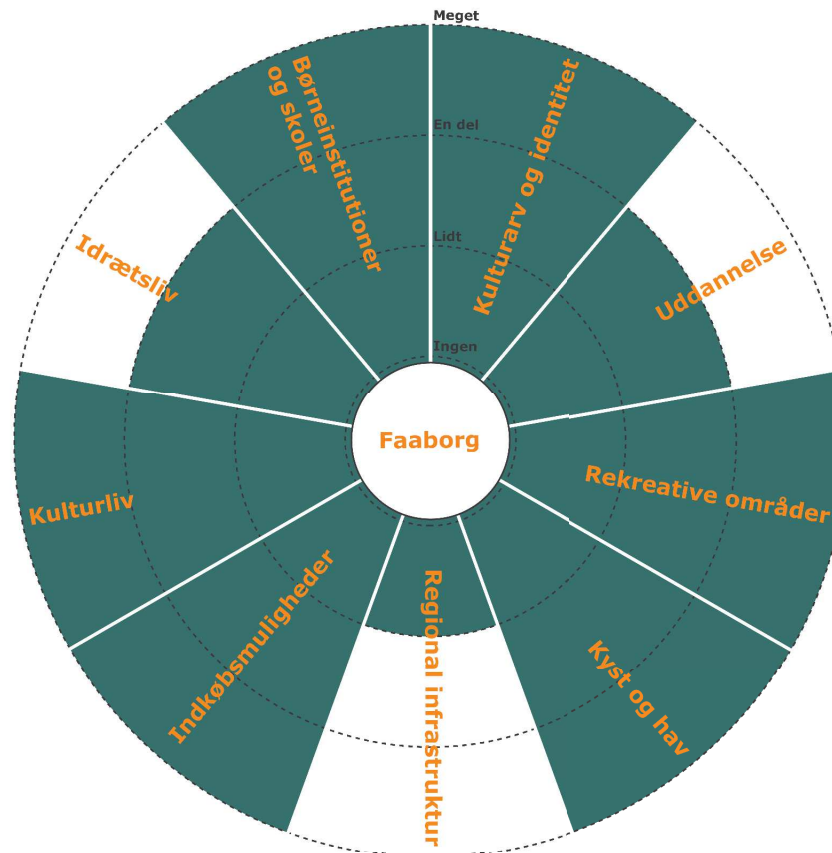 Meget
En del
Lidt
Ingen
Børneinstitutioner
og skoler
Kulturarv og identitet
Idrætsliv
Uddannelse
Faaborg
Kulturliv
Rekreative områder
Indkøbsmuligheder
Regional infrastruktur
Kyst og hav